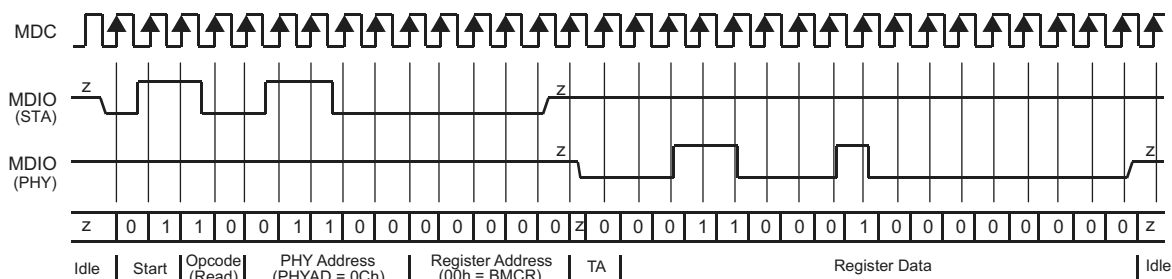 MDC
z
z
MDIO
(STA)
z
z
MDIO
(PHY)
z 0 1 1 0 0 1 1 0 0 0 0 0 0 0 z 0 0 0 1 1 0 0 0 1 0 0 0 0 0 0 0 0 z
Idle Start Opcode (Read) PHY Address (PHYAD = 0Ch) Register Address (00h = BMCR) TA Register Data Idle